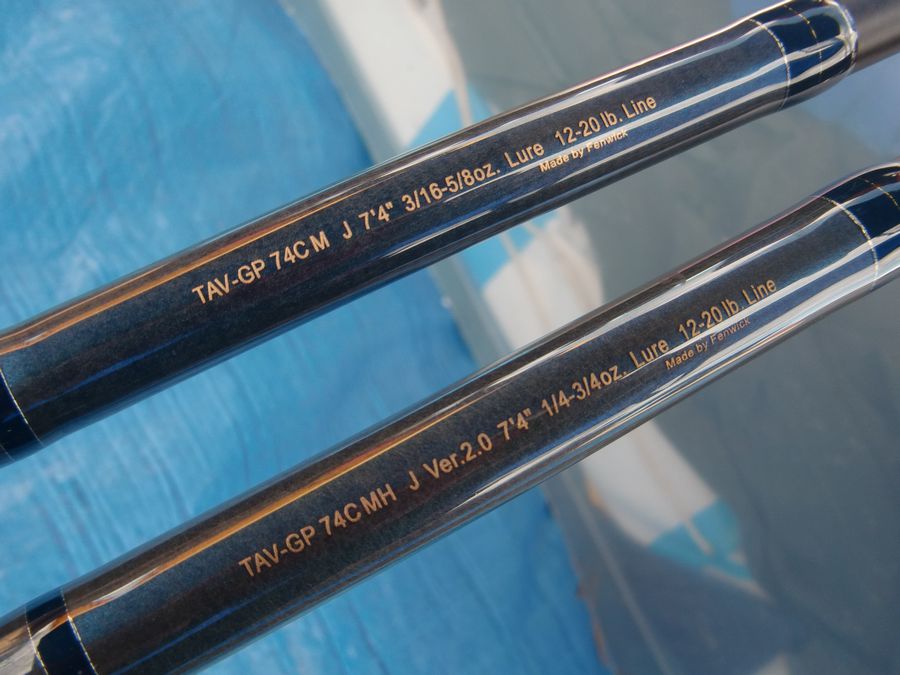 TAV-GP 74C M J 7'4" 3/16-5/8oz. Lure 12-20 lb. Line
Made by Fenwick
TAV-GP 74C MH J Ver.2.0 7'4" 1/4-3/4oz. Lure 12-20 lb. Line
Made by Fenwick